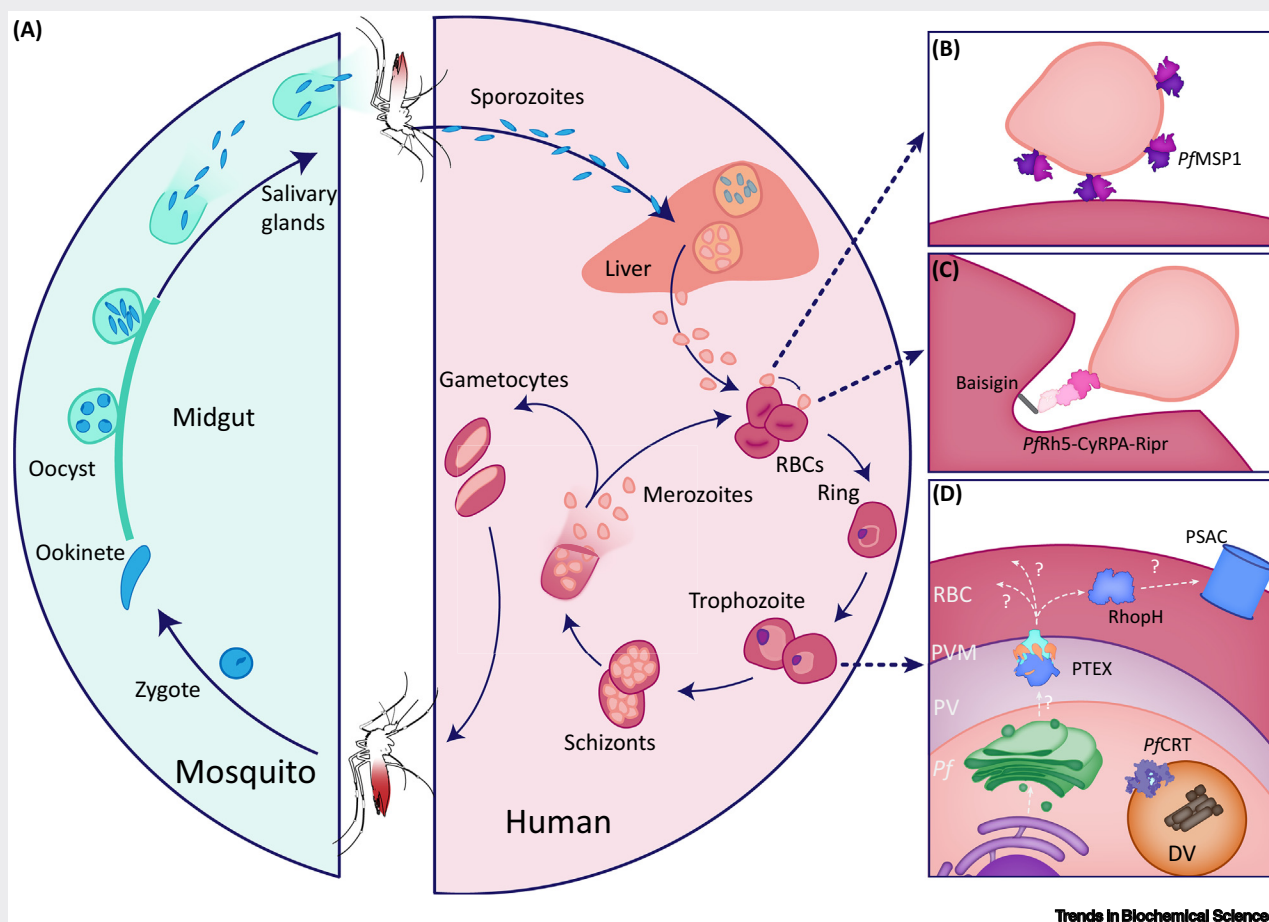 (A)
Sporozoites
Salivary
glands
Liver
Gametocytes
Midgut
Oocyst
Merozoites
RBCs
Ring
Ookinete
Trophozoite
Zygote
Schizonts
Mosquito
Human
(B)
PfMSP1
(C)
Baisigin
PfRh5-CyRPA-Ripr
(D)
PSAC
?
?
?
RBC
RhopH
PVM
PTEX
PV
?
PfCRT
Pf
DV
Trends in Biochemical Sciences